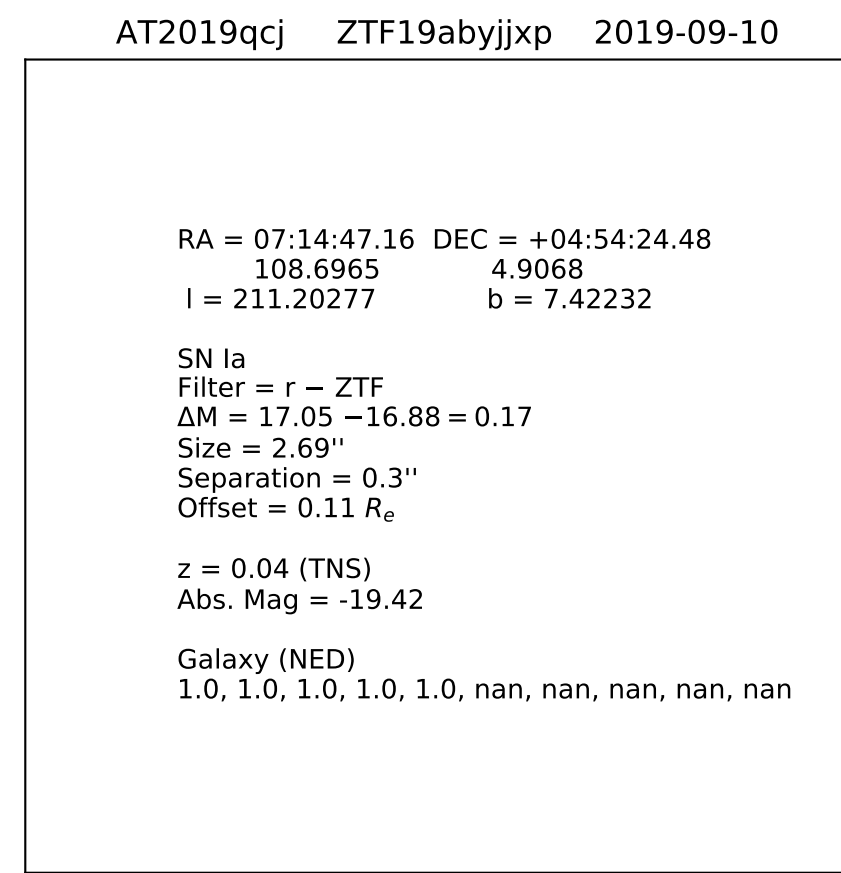 AT2019qcj ZTF19abyjjxp 2019-09-10
RA = 07:14:47.16 DEC = +04:54:24.48
108.6965 4.9068
l = 211.20277 b = 7.42232
SN Ia
Filter = r − ZTF
ΔM = 17.05 −16.88 = 0.17
Size = 2.69''
Separation = 0.3''
Offset = 0.11 Rₑ
z = 0.04 (TNS)
Abs. Mag = -19.42
Galaxy (NED)
1.0, 1.0, 1.0, 1.0, 1.0, nan, nan, nan, nan, nan